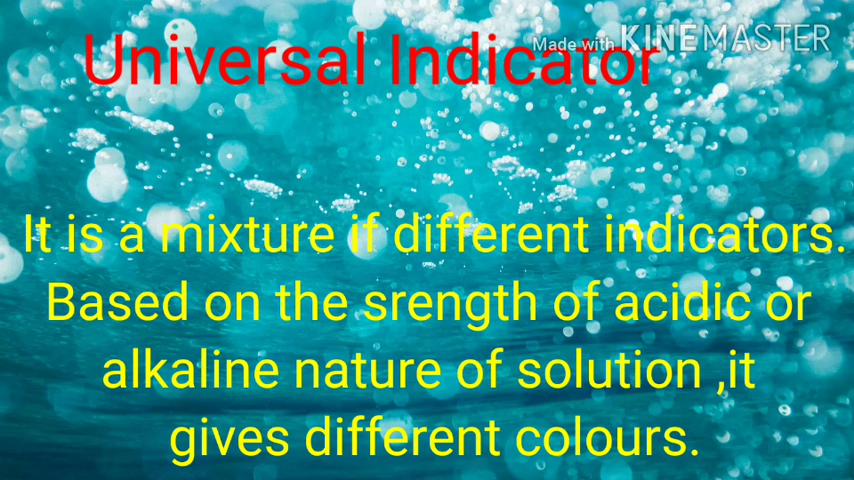 Made with KINEMASTER
Universal Indicator
It is a mixture if different indicators.
Based on the srength of acidic or
alkaline nature of solution ,it
gives different colours.